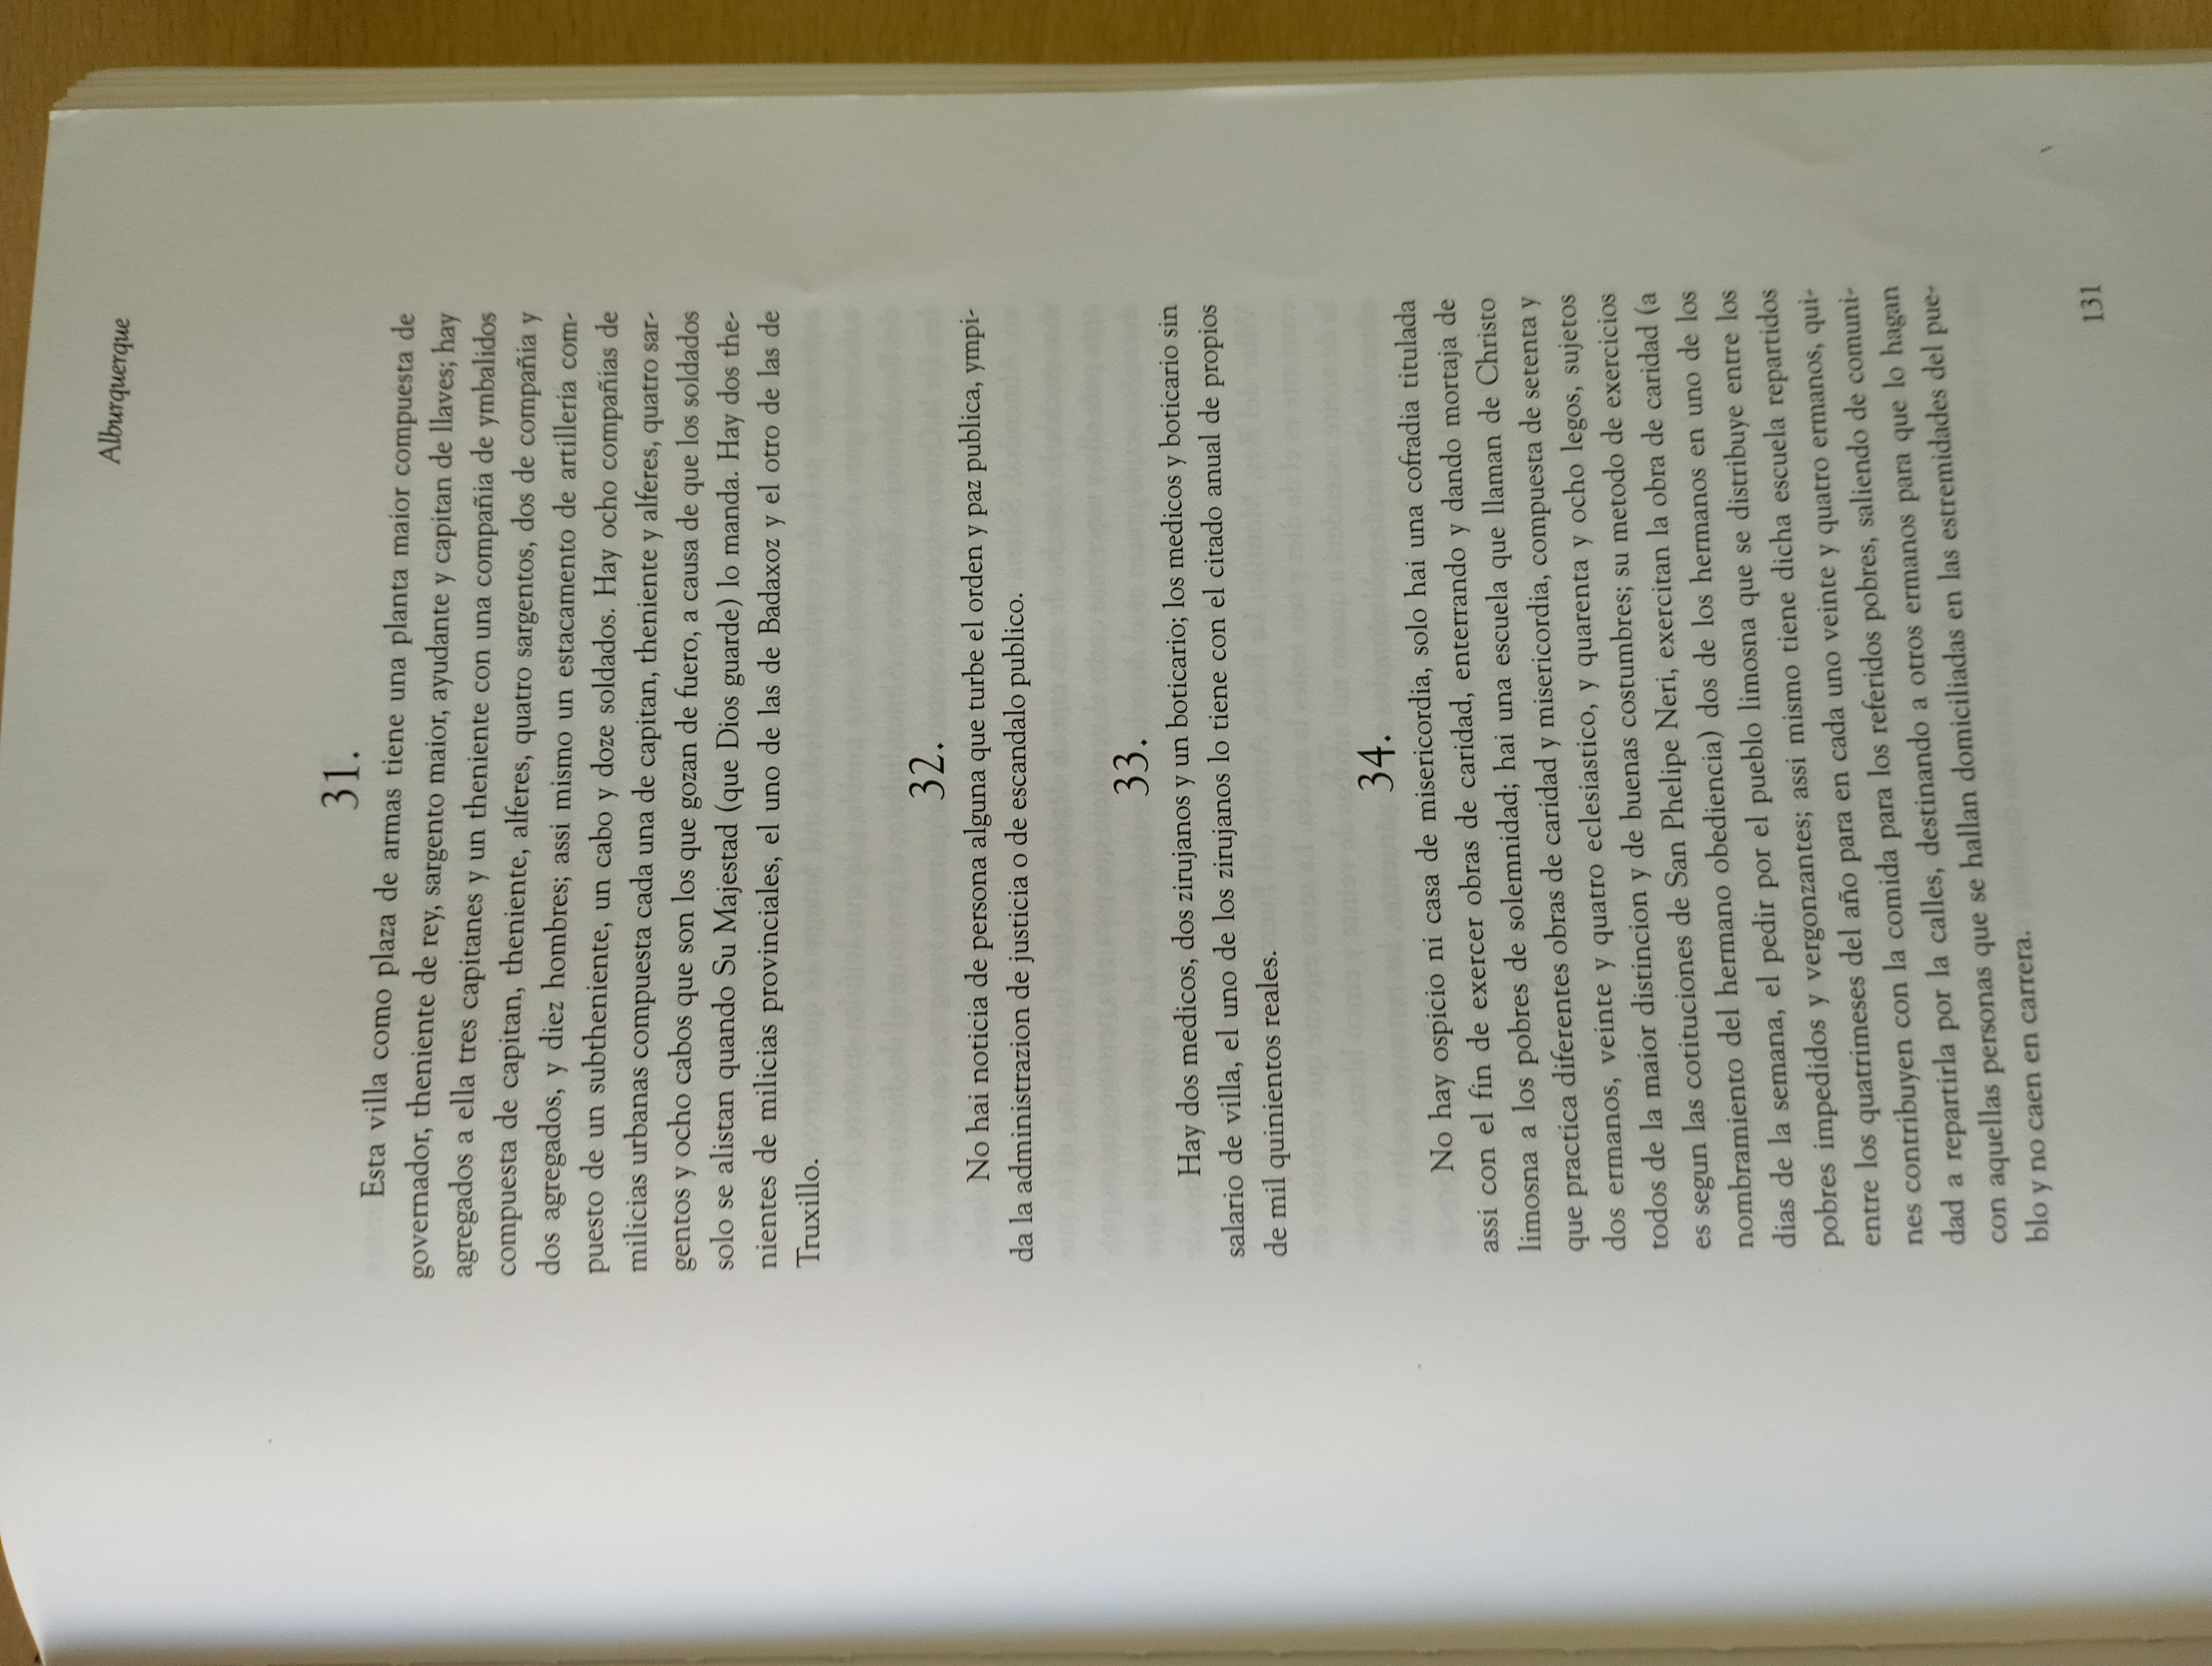 Alburquerque
31.
Esta villa como plaza de armas tiene una planta maior compuesta de
governador, theniente de rey, sargento maior, ayudante y capitan de llaves; hay
agregados a ella tres capitanes y un theniente con una compañia de ymbalidos
compuesta de capitan, theniente, alferes, quatro sargentos, dos de compañia y
dos agregados, y diez hombres; assi mismo un estacamento de artilleria com-
puesto de un subtheniente, un cabo y doze soldados. Hay ocho compañias de
milicias urbanas compuesta cada una de capitan, theniente y alferes, quatro sar-
gentos y ocho cabos que son los que gozan de fuero, a causa de que los soldados
solo se alistan quando Su Majestad (que Dios guarde) lo manda. Hay dos the-
nientes de milicias provinciales, el uno de las de Badaxoz y el otro de las de
Truxillo.
32.
No hai noticia de persona alguna que turbe el orden y paz publica, ympi-
da la administrazion de justicia o de escandalo publico.
33.
Hay dos medicos, dos zirujanos y un boticario; los medicos y boticario sin
salario de villa, el uno de los zirujanos lo tiene con el citado anual de propios
de mil quinientos reales.
34.
No hay ospicio ni casa de misericordia, solo hai una cofradia titulada
assi con el fin de exercer obras de caridad, enterrando y dando mortaja de
limosna a los pobres de solemnidad; hai una escuela que llaman de Christo
que practica diferentes obras de caridad y misericordia, compuesta de setenta y
dos ermanos, veinte y quatro eclesiastico, y quarenta y ocho legos, sujetos
todos de la maior distincion y de buenas costumbres; su metodo de exercicios
es segun las cotituciones de San Phelipe Neri, exercitan la obra de caridad (a
nombramiento del hermano obediencia) dos de los hermanos en uno de los
dias de la semana, el pedir por el pueblo limosna que se distribuye entre los
pobres impedidos y vergonzantes; assi mismo tiene dicha escuela repartidos
entre los quatrimeses del año para en cada uno veinte y quatro ermanos, qui-
nes contribuyen con la comida para los referidos pobres, saliendo de comuni-
dad a repartirla por la calles, destinando a otros ermanos para que lo hagan
con aquellas personas que se hallan domiciliadas en las estremidades del pue-
blo y no caen en carrera.
131